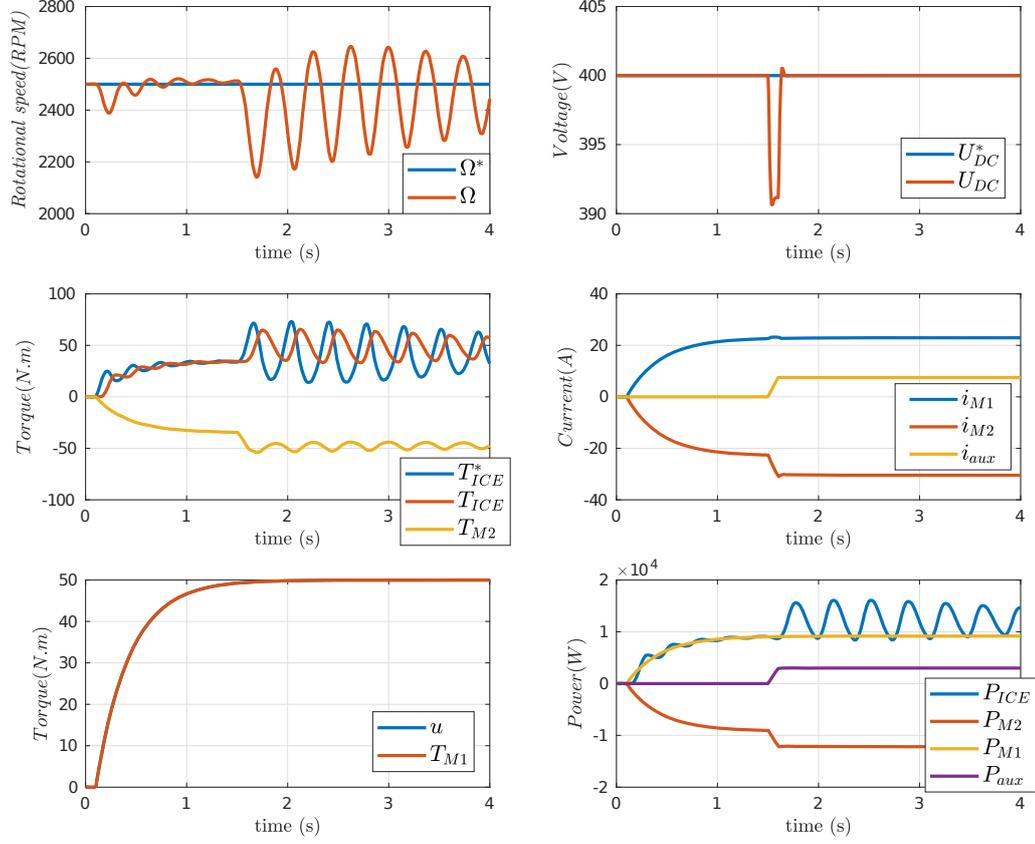 2800
2600
2400
2200
2000
0 1 2 3 4
Rotational speed(RPM)
time (s)
Ω*
Ω
405
400
395
390
0 1 2 3 4
Voltage(V)
time (s)
U*DC
UDC
100
50
0
-50
-100
0 1 2 3 4
Torque(N.m)
time (s)
T*ICE
TICE
TM2
40
20
0
-20
-40
0 1 2 3 4
Current(A)
time (s)
iM1
iM2
iaux
50
40
30
20
10
0
0 1 2 3 4
Torque(N.m)
time (s)
u
TM1
×10⁴
2
1
0
-1
-2
0 1 2 3 4
Power(W)
time (s)
PICE
PM2
PM1
Paux